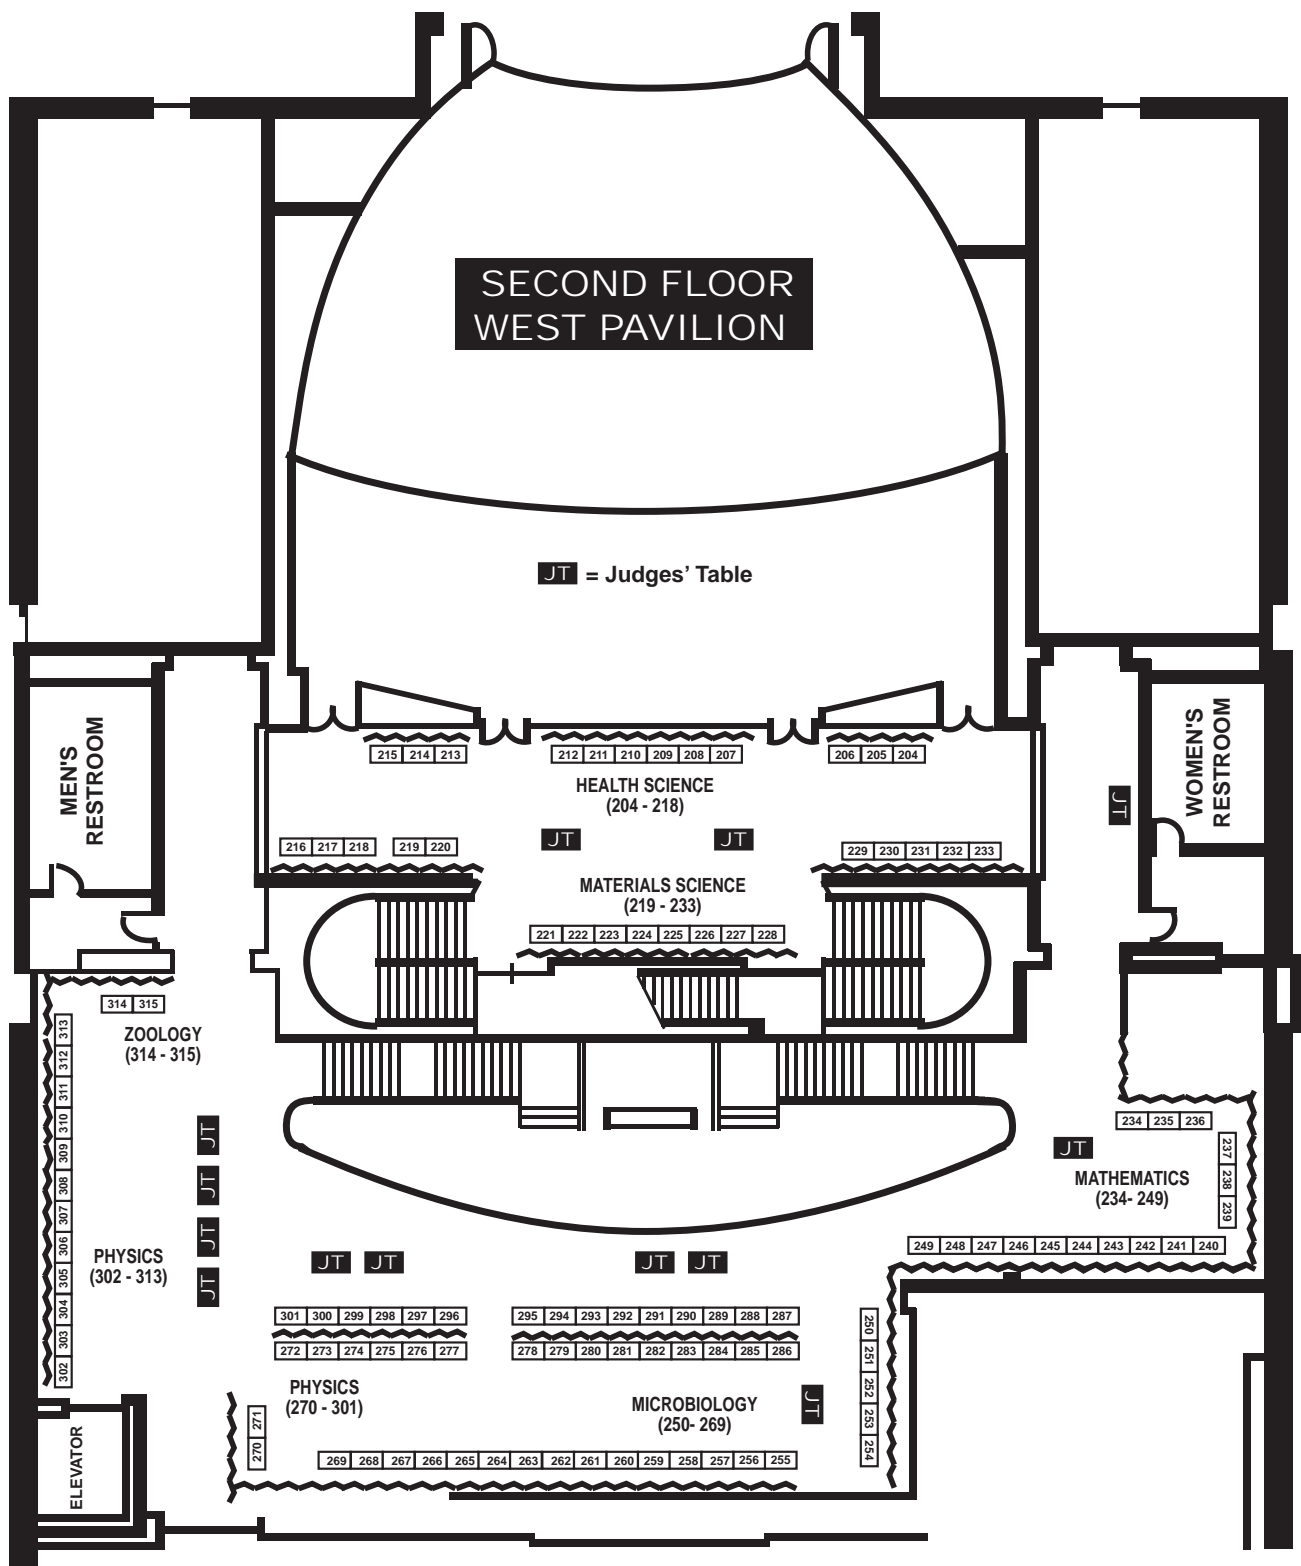 SECOND FLOOR
WEST PAVILION
JT = Judges’ Table
MEN'S
RESTROOM
WOMEN'S
RESTROOM
215 214 213
212 211 210 209 208 207
206 205 204
HEALTH SCIENCE
(204 - 218)
JT
216 217 218
219 220
JT
JT
229 230 231 232 233
MATERIALS SCIENCE
(219 - 233)
221 222 223 224 225 226 227 228
314 315
ZOOLOGY
(314 - 315)
313
312
311
310
309
308
307
306
305
304
303
302
JT
JT
JT
JT
PHYSICS
(302 - 313)
234 235 236
JT
237
238
239
MATHEMATICS
(234- 249)
249 248 247 246 245 244 243 242 241 240
JT JT
JT JT
301 300 299 298 297 296
295 294 293 292 291 290 289 288 287
272 273 274 275 276 277
278 279 280 281 282 283 284 285 286
250
251
252
253
254
PHYSICS
(270 - 301)
MICROBIOLOGY
(250- 269)
JT
271
270
269 268 267 266 265 264 263 262 261 260 259 258 257 256 255
ELEVATOR